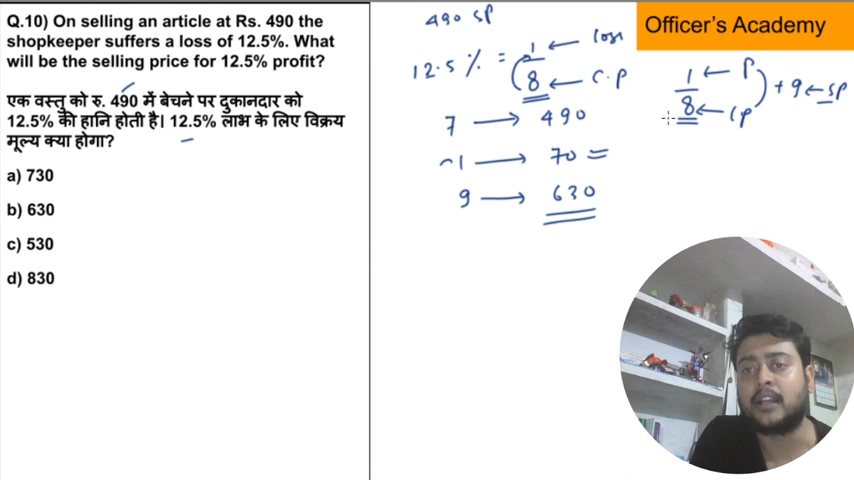 Q.10) On selling an article at Rs. 490 the
shopkeeper suffers a loss of 12.5%. What
will be the selling price for 12.5% profit?
एक वस्तु को रु. 490 में बेचने पर दुकानदार को
12.5% की हानि होती है। 12.5% लाभ के लिए विक्रय
मूल्य क्या होगा?
a) 730
b) 630
c) 530
d) 830
490 SP
12.5 % = 1 ← loss
8 ← C.P
7 → 490
1 → 70 =
9 → 630
Officer's Academy
1 ← P
8 ← CP
) + 9 ← SP